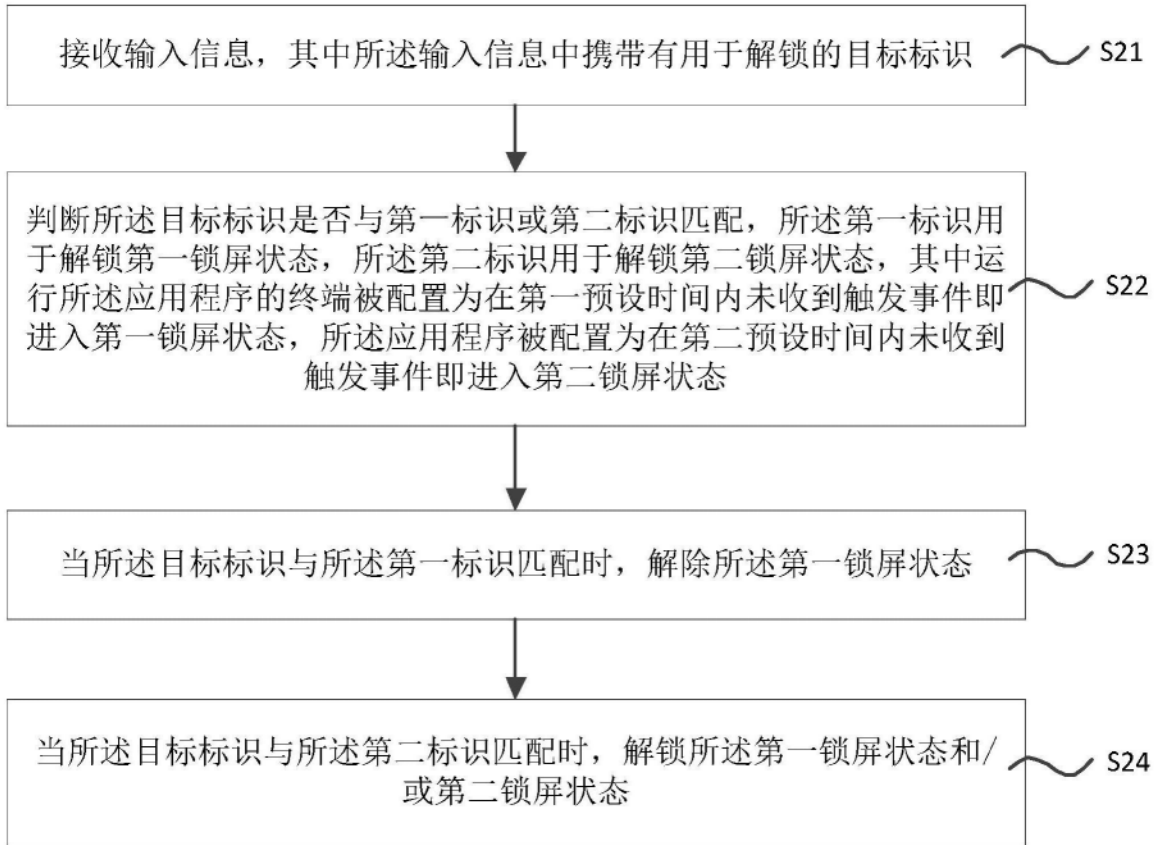 接收输入信息，其中所述输入信息中携带有用于解锁的目标标识
S21
判断所述目标标识是否与第一标识或第二标识匹配，所述第一标识用
于解锁第一锁屏状态，所述第二标识用于解锁第二锁屏状态，其中运
行所述应用程序的终端被配置为在第一预设时间内未收到触发事件即
进入第一锁屏状态，所述应用程序被配置为在第二预设时间内未收到
触发事件即进入第二锁屏状态
S22
当所述目标标识与所述第一标识匹配时，解除所述第一锁屏状态
S23
当所述目标标识与所述第二标识匹配时，解锁所述第一锁屏状态和/
或第二锁屏状态
S24